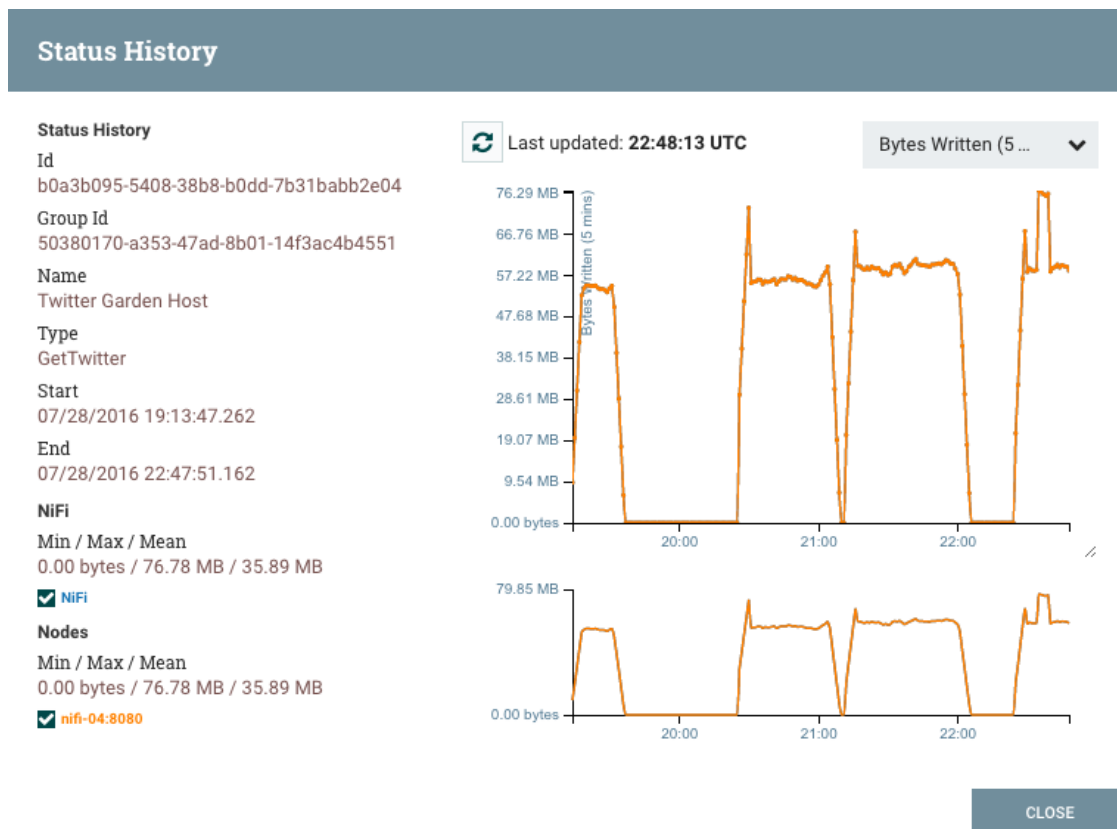 Status History
Status History
Id
b0a3b095-5408-38b8-b0dd-7b31babb2e04
Group Id
50380170-a353-47ad-8b01-14f3ac4b4551
Name
Twitter Garden Host
Type
GetTwitter
Start
07/28/2016 19:13:47.262
End
07/28/2016 22:47:51.162
NiFi
Min / Max / Mean
0.00 bytes / 76.78 MB / 35.89 MB
NiFi
Nodes
Min / Max / Mean
0.00 bytes / 76.78 MB / 35.89 MB
nifi-04:8080
Last updated: 22:48:13 UTC
Bytes Written (5 ...
76.29 MB
66.76 MB
57.22 MB
47.68 MB
38.15 MB
28.61 MB
19.07 MB
9.54 MB
0.00 bytes
Bytes Written (5 mins)
20:00 21:00 22:00
79.85 MB
0.00 bytes
20:00 21:00 22:00
CLOSE